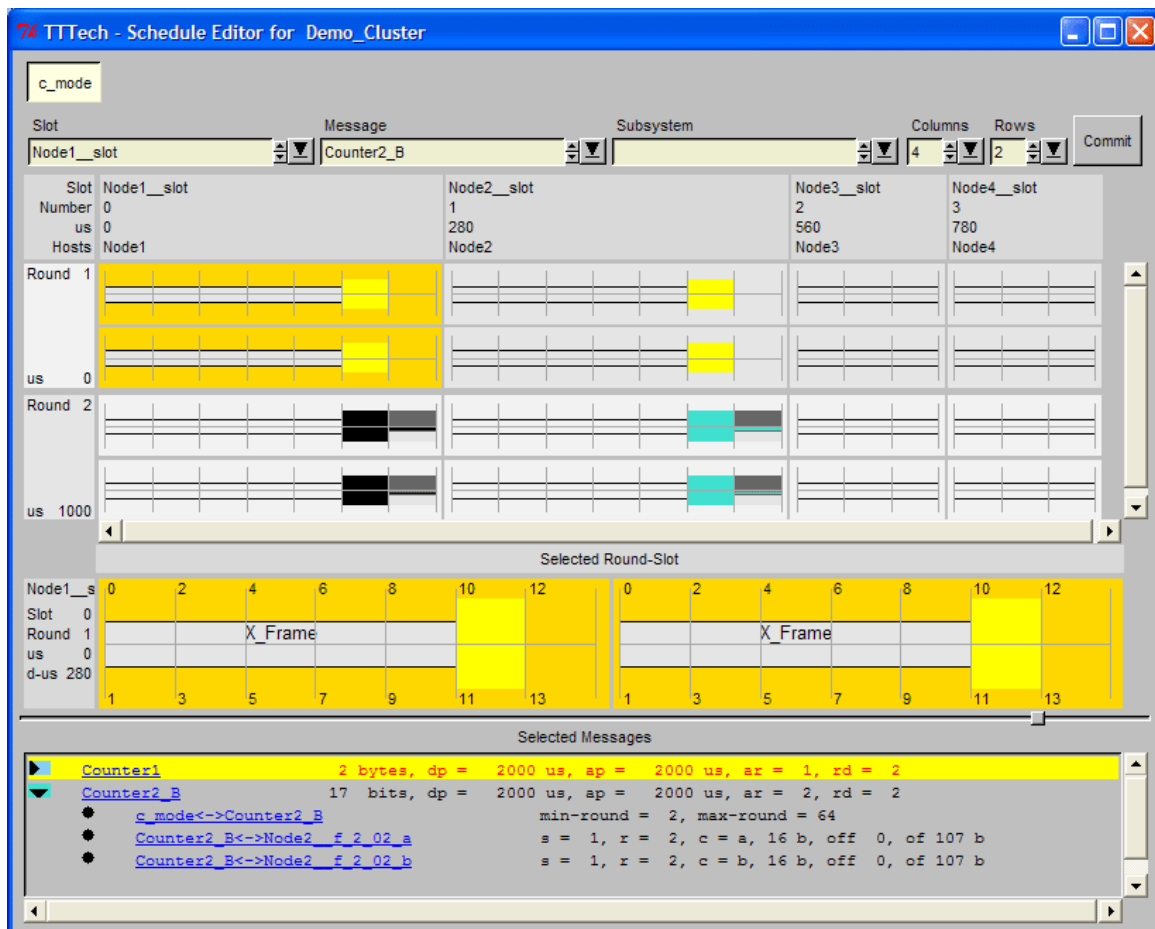 TTTech - Schedule Editor for Demo_Cluster
c_mode
Slot Message Subsystem Columns Rows
Node1__slot Counter2_B 4 2 Commit
Slot Node1__slot Node2__slot Node3__slot Node4__slot
Number 0 1 2 3
us 0 280 560 780
Hosts Node1 Node2 Node3 Node4
Round 1
us 0
Round 2
us 1000
Selected Round-Slot
Node1__s 0 2 4 6 8 10 12 0 2 4 6 8 10 12
Slot 0
Round 1 X_Frame X_Frame
us 0
d-us 280
1 3 5 7 9 11 13 1 3 5 7 9 11 13
Selected Messages
Counter1 2 bytes, dp = 2000 us, ap = 2000 us, ar = 1, rd = 2
Counter2_B 17 bits, dp = 2000 us, ap = 2000 us, ar = 2, rd = 2
c_mode<->Counter2_B min-round = 2, max-round = 64
Counter2_B<->Node2__f_2_02_a s = 1, r = 2, c = a, 16 b, off 0, of 107 b
Counter2_B<->Node2__f_2_02_b s = 1, r = 2, c = b, 16 b, off 0, of 107 b